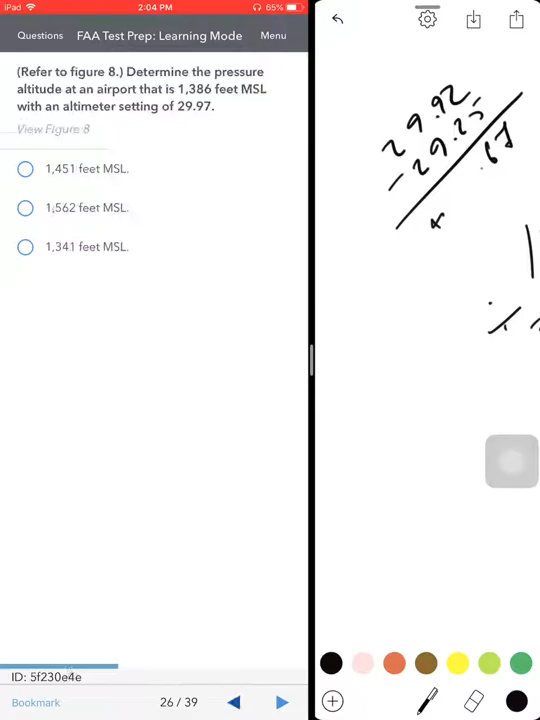 iPad 2:04 PM 65%
Questions FAA Test Prep: Learning Mode Menu
(Refer to figure 8.) Determine the pressure
altitude at an airport that is 1,386 feet MSL
with an altimeter setting of 29.97.
View Figure 8
1,451 feet MSL.
1,562 feet MSL.
1,341 feet MSL.
ID: 5f230e4e
Bookmark 26 / 39
29.92
- 29.25
.67